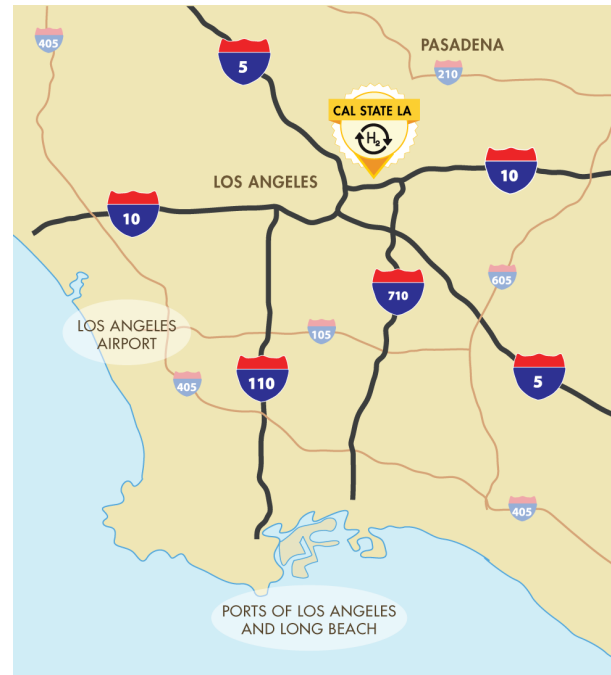 405
5
PASADENA
210
CAL STATE LA
H2
LOS ANGELES
10
10
605
710
LOS ANGELES
AIRPORT
105
405
110
5
405
PORTS OF LOS ANGELES
AND LONG BEACH